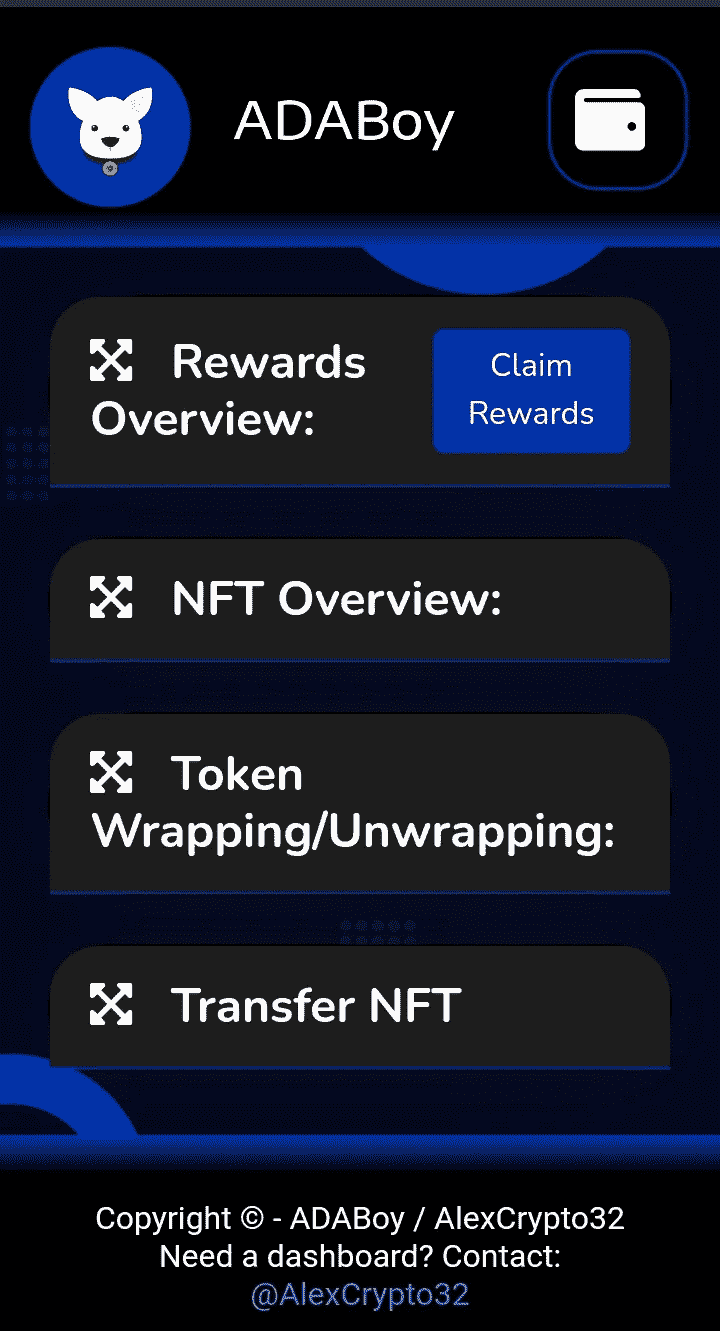 ADABoy
Rewards
Overview:
Claim
Rewards
NFT Overview:
Token
Wrapping/Unwrapping:
Transfer NFT
Copyright © - ADABoy / AlexCrypto32
Need a dashboard? Contact:
@AlexCrypto32